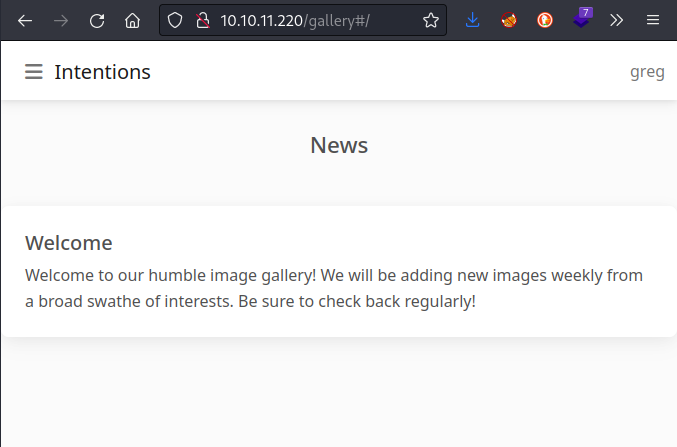 10.10.11.220/gallery#/
7
Intentions
greg
News
Welcome
Welcome to our humble image gallery! We will be adding new images weekly from
a broad swathe of interests. Be sure to check back regularly!